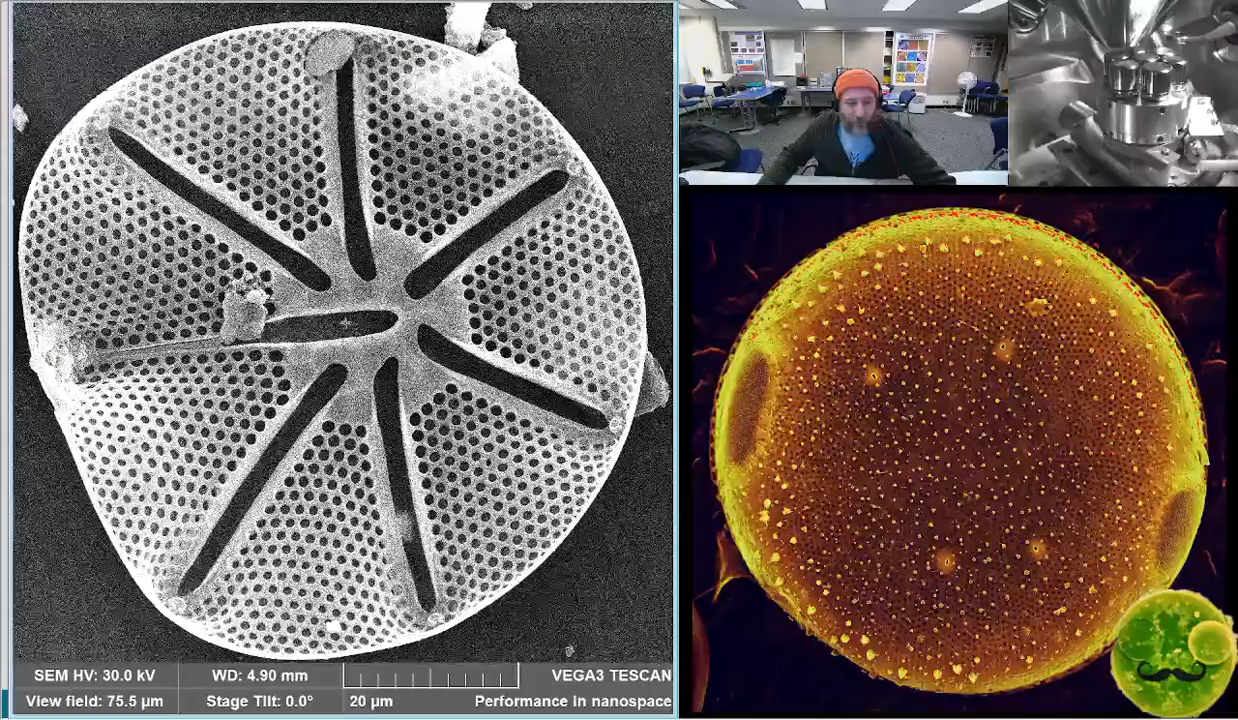 SEM HV: 30.0 kV
WD: 4.90 mm
VEGA3 TESCAN
View field: 75.5 µm
Stage Tilt: 0.0°
20 µm
Performance in nanospace